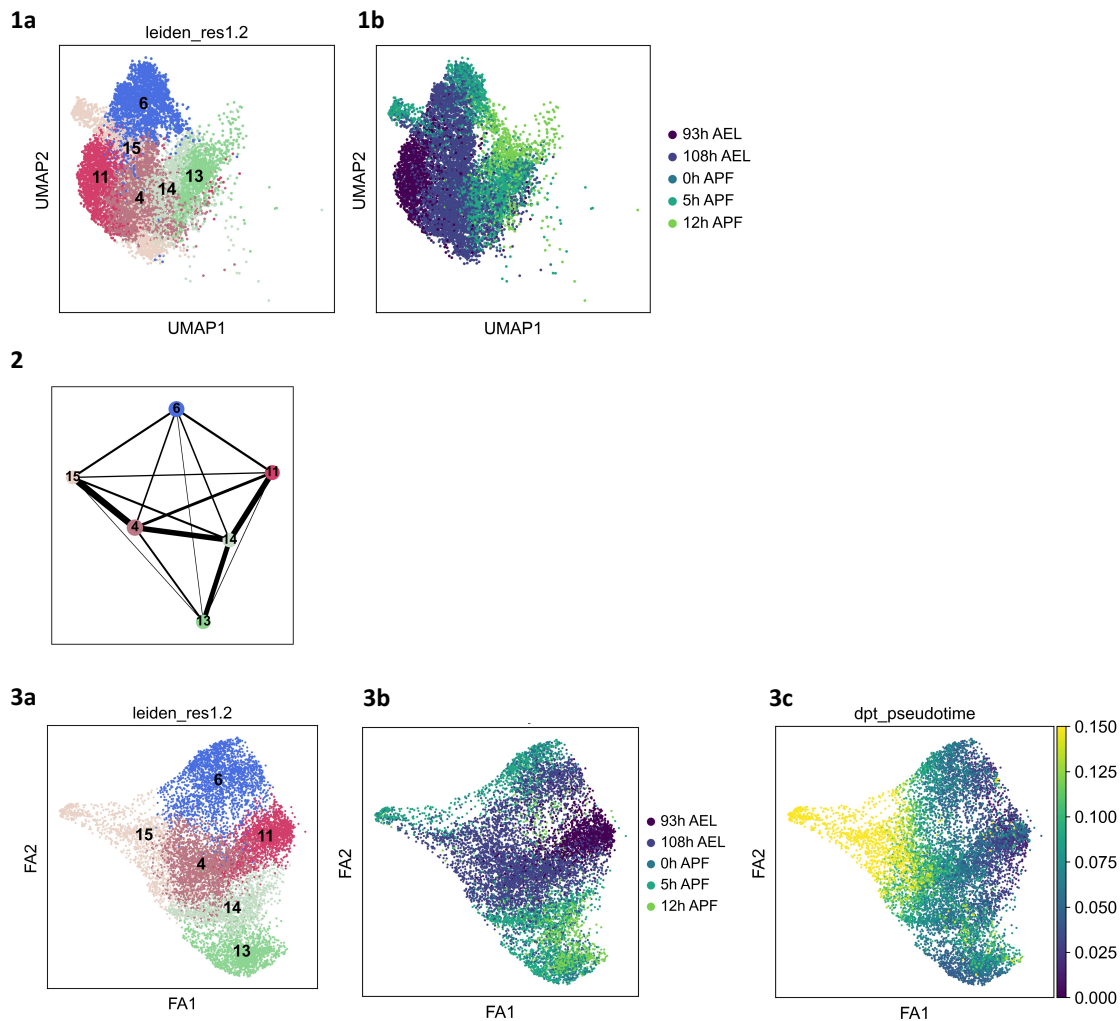 1a
1b
leiden_res1.2
6
15
11
14
13
4
UMAP2
UMAP1
UMAP2
UMAP1
93h AEL
108h AEL
0h APF
5h APF
12h APF
2
6
15
11
4
14
13
3a
3b
3c
leiden_res1.2
6
15
11
4
14
13
FA2
FA1
FA2
FA1
93h AEL
108h AEL
0h APF
5h APF
12h APF
dpt_pseudotime
FA2
FA1
0.150
0.125
0.100
0.075
0.050
0.025
0.000